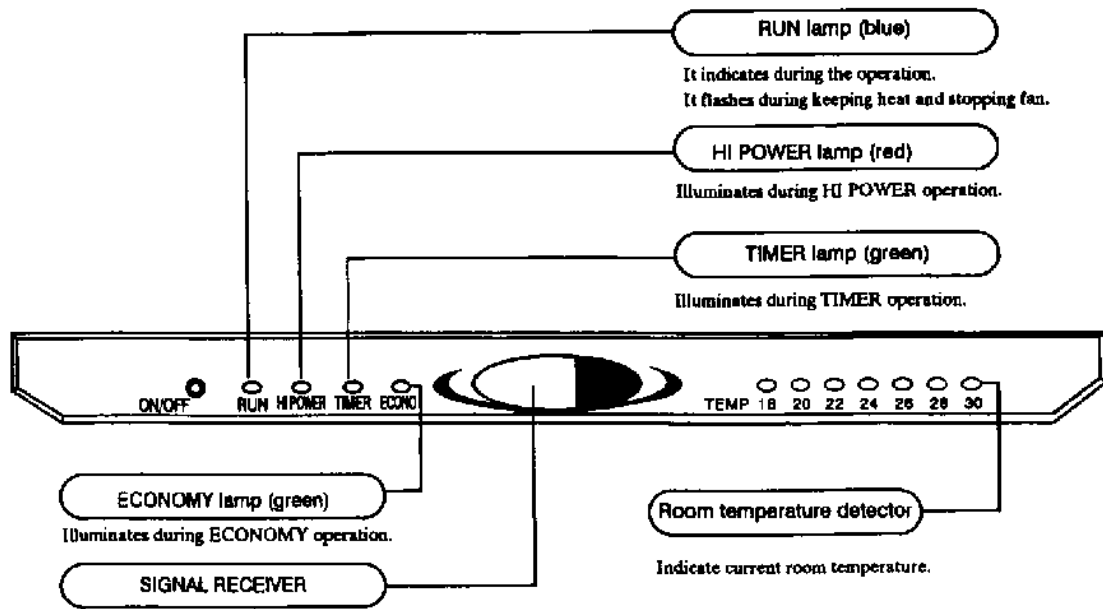 RUN lamp (blue)
It indicates during the operation.
It flashes during keeping heat and stopping fan.
HI POWER lamp (red)
Illuminates during HI POWER operation.
TIMER lamp (green)
Illuminates during TIMER operation.
ON/OFF RUN HI POWER TIMER ECONO TEMP 18 20 22 24 26 28 30
ECONOMY lamp (green)
Illuminates during ECONOMY operation.
SIGNAL RECEIVER
Room temperature detector
Indicate current room temperature.